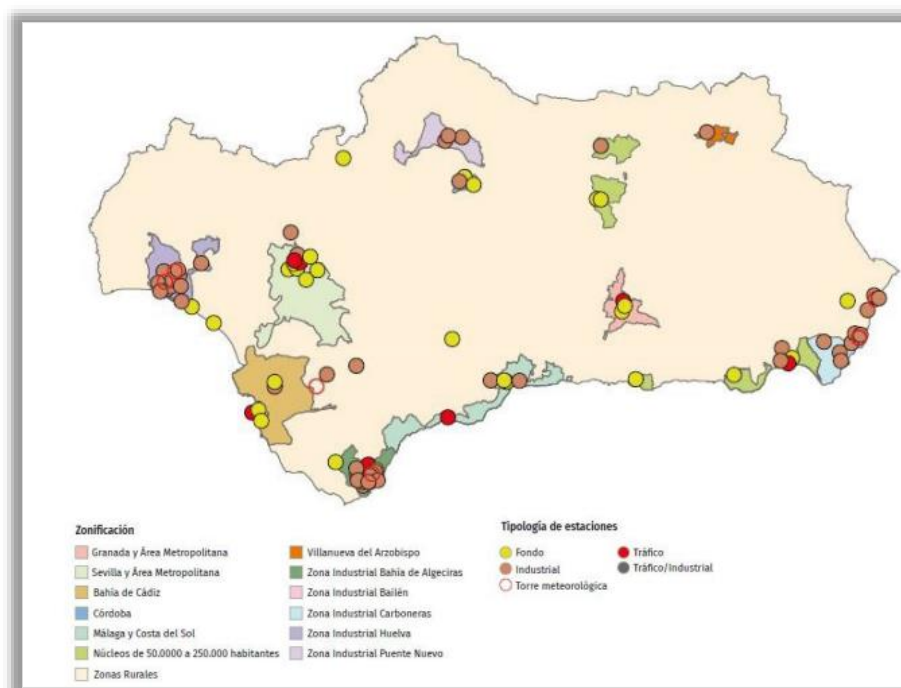 Zonificación
Granada y Área Metropolitana
Sevilla y Área Metropolitana
Bahía de Cádiz
Córdoba
Málaga y Costa del Sol
Núcleos de 50.0000 a 250.000 habitantes
Zonas Rurales
Villanueva del Arzobispo
Zona Industrial Bahía de Algeciras
Zona Industrial Bailén
Zona Industrial Carboneras
Zona Industrial Huelva
Zona Industrial Puente Nuevo
Tipología de estaciones
Fondo
Industrial
Torre meteorológica
Tráfico
Tráfico/Industrial